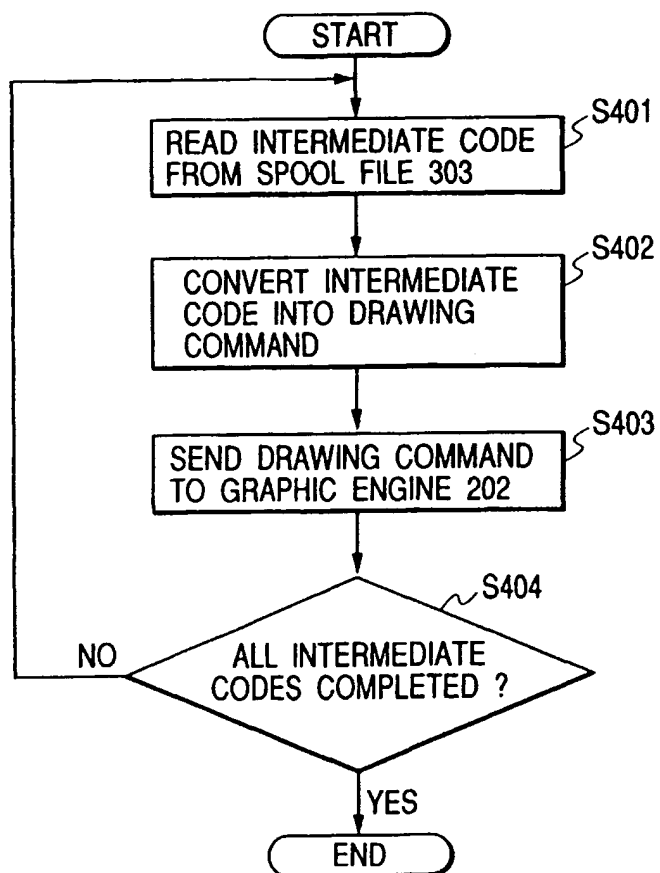 START
S401
READ INTERMEDIATE CODE
FROM SPOOL FILE 303
S402
CONVERT INTERMEDIATE
CODE INTO DRAWING
COMMAND
S403
SEND DRAWING COMMAND
TO GRAPHIC ENGINE 202
S404
NO
ALL INTERMEDIATE
CODES COMPLETED ?
YES
END